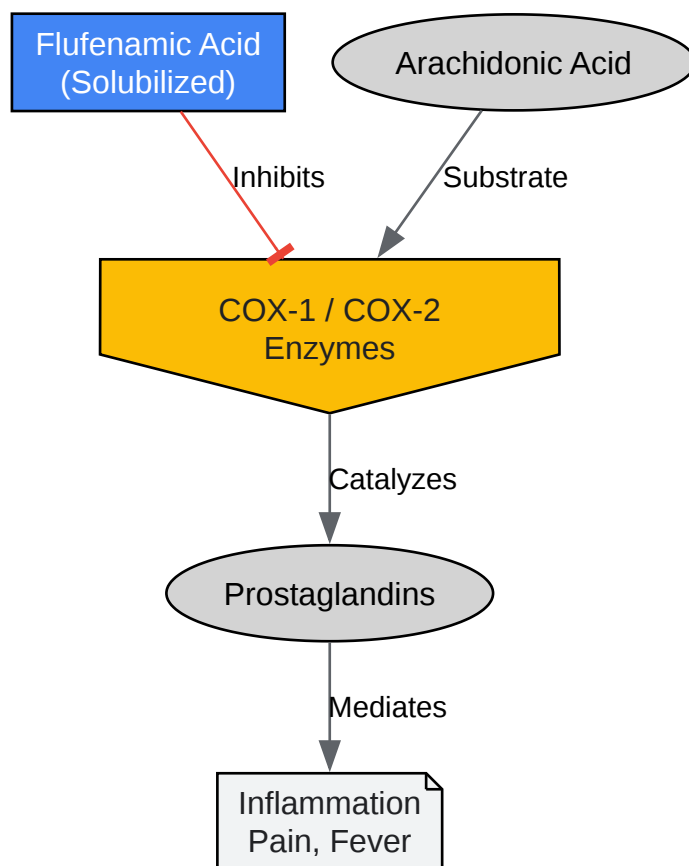 Flufenamic Acid
(Solubilized)
Arachidonic Acid
Inhibits
Substrate
COX-1 / COX-2
Enzymes
Catalyzes
Prostaglandins
Mediates
Inflammation
Pain, Fever